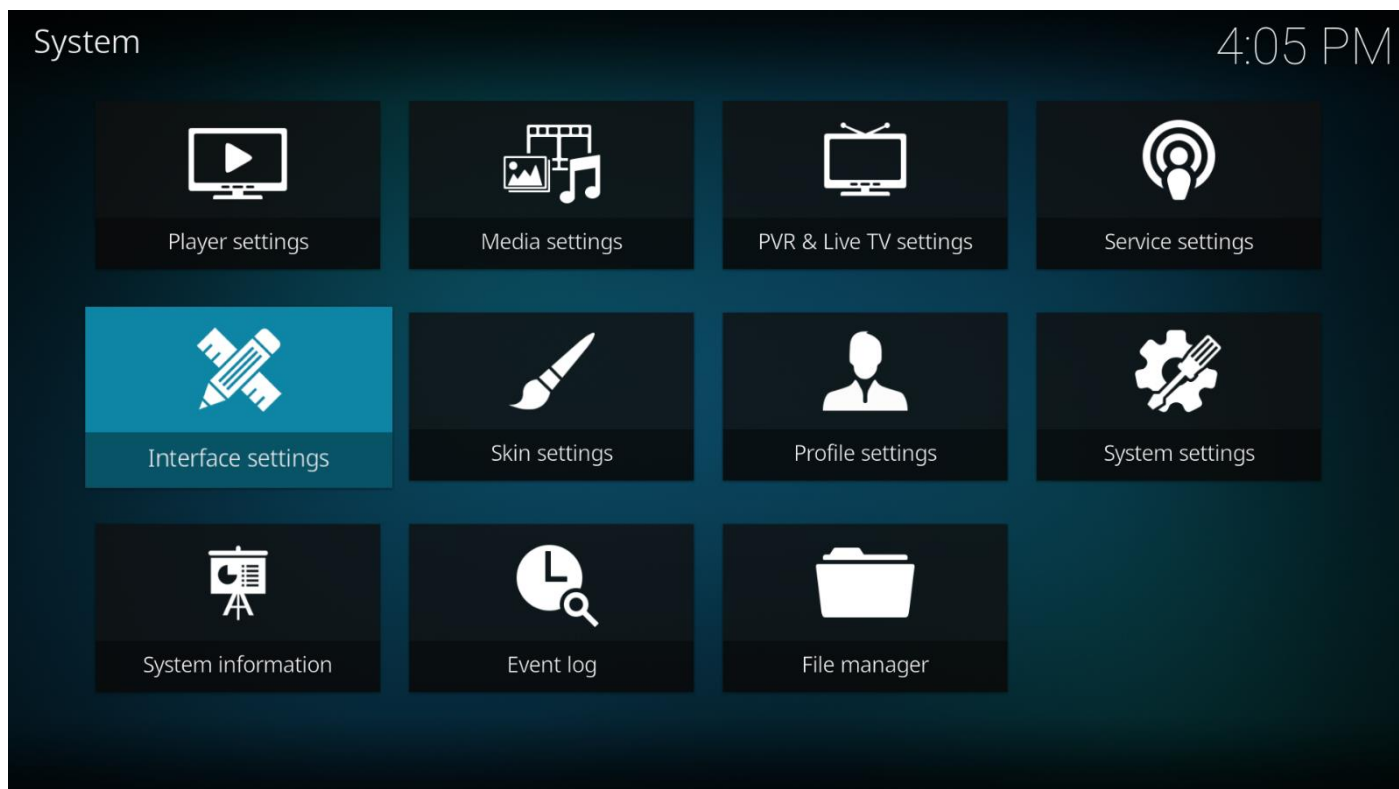 System
4:05 PM
Player settings
Media settings
PVR & Live TV settings
Service settings
Interface settings
Skin settings
Profile settings
System settings
System information
Event log
File manager